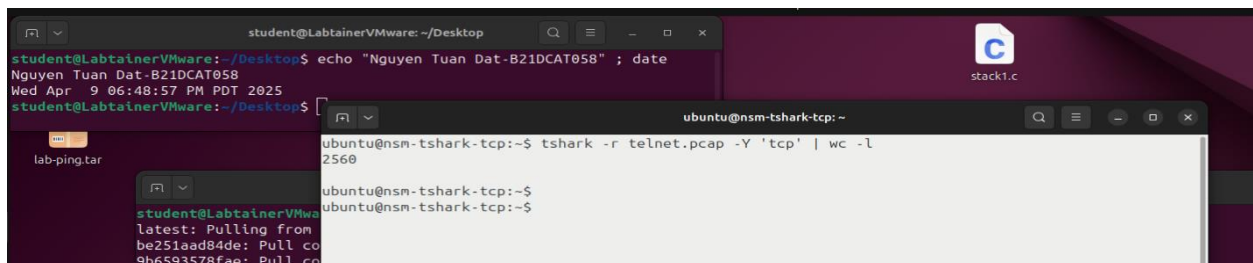 student@LabtainerVMware: ~/Desktop
student@LabtainerVMware:~/Desktop$ echo "Nguyen Tuan Dat-B21DCAT058" ; date
Nguyen Tuan Dat-B21DCAT058
Wed Apr  9 06:48:57 PM PDT 2025
student@LabtainerVMware:~/Desktop$
stack1.c
lab-ping.tar
ubuntu@nsm-tshark-tcp: ~
ubuntu@nsm-tshark-tcp:~$ tshark -r telnet.pcap -Y 'tcp' | wc -l
2560
ubuntu@nsm-tshark-tcp:~$
ubuntu@nsm-tshark-tcp:~$
student@LabtainerVMwa
latest: Pulling from
be251aad84de: Pull co
9b6593578fae: Pull co